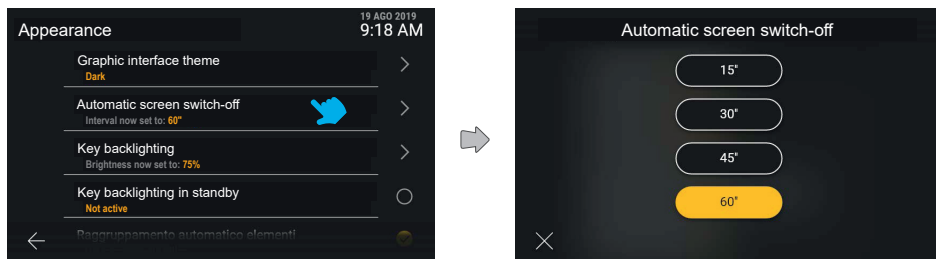 19 AGO 2019
Appearance
9:18 AM
Graphic interface theme
Dark
Automatic screen switch-off
Interval now set to: 60"
Key backlighting
Brightness now set to: 75%
Key backlighting in standby
Not active
Raggruppamento automatico elementi
Automatic screen switch-off
15"
30"
45"
60"